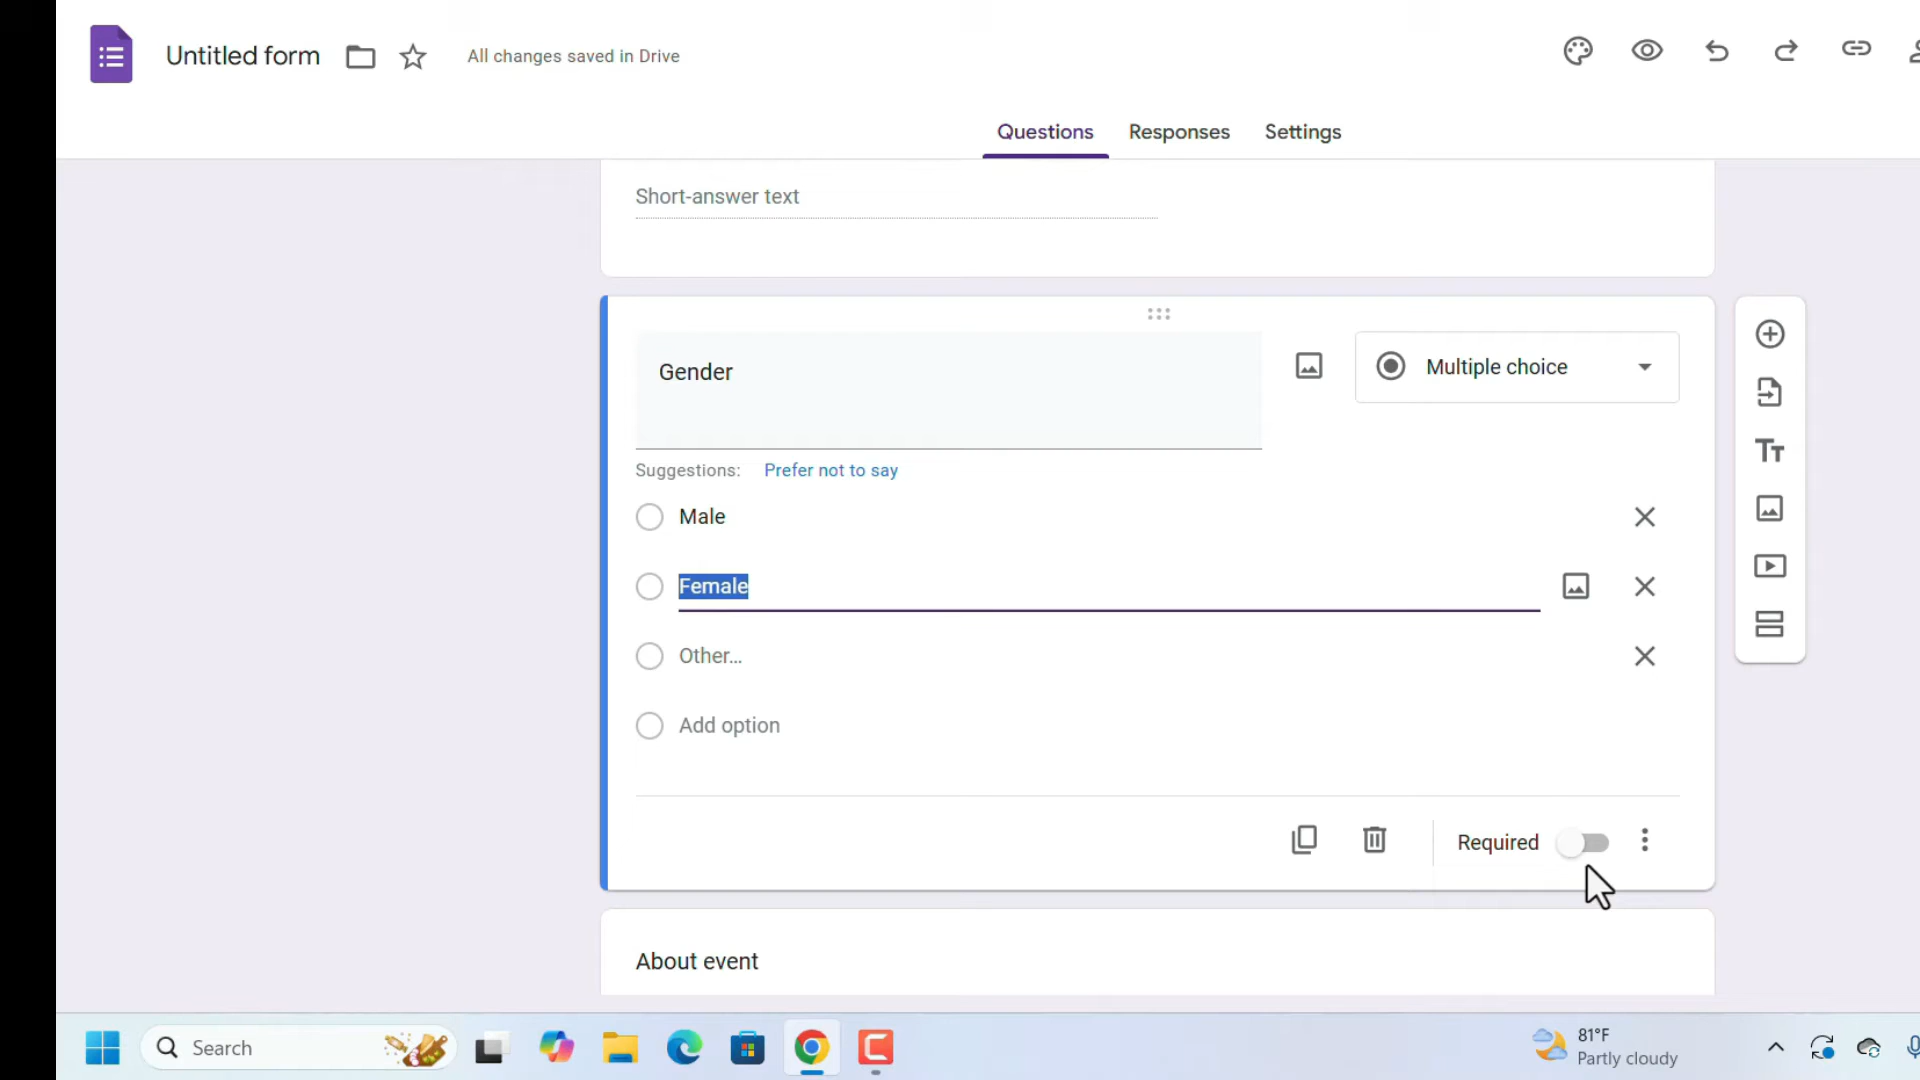 Untitled form
All changes saved in Drive
Questions Responses Settings
Short-answer text
Gender
Multiple choice
Suggestions: Prefer not to say
Male
Female
Other...
Add option
Required
About event
Search
81°F
Partly cloudy